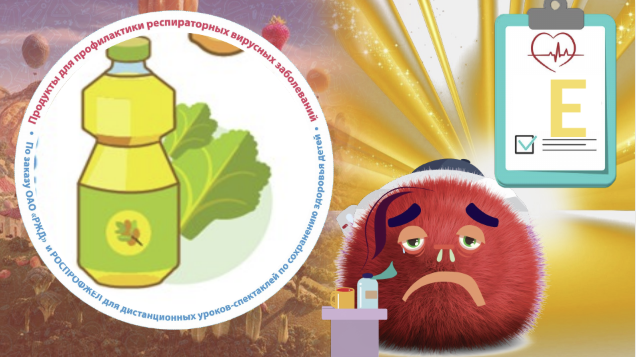 Продукты для профилактики респираторных вирусных заболеваний
• По заказу ОАО «РЖД» и РОСПРОФЖЕЛ для дистанционных уроков-спектаклей по сохранению здоровья детей •
E